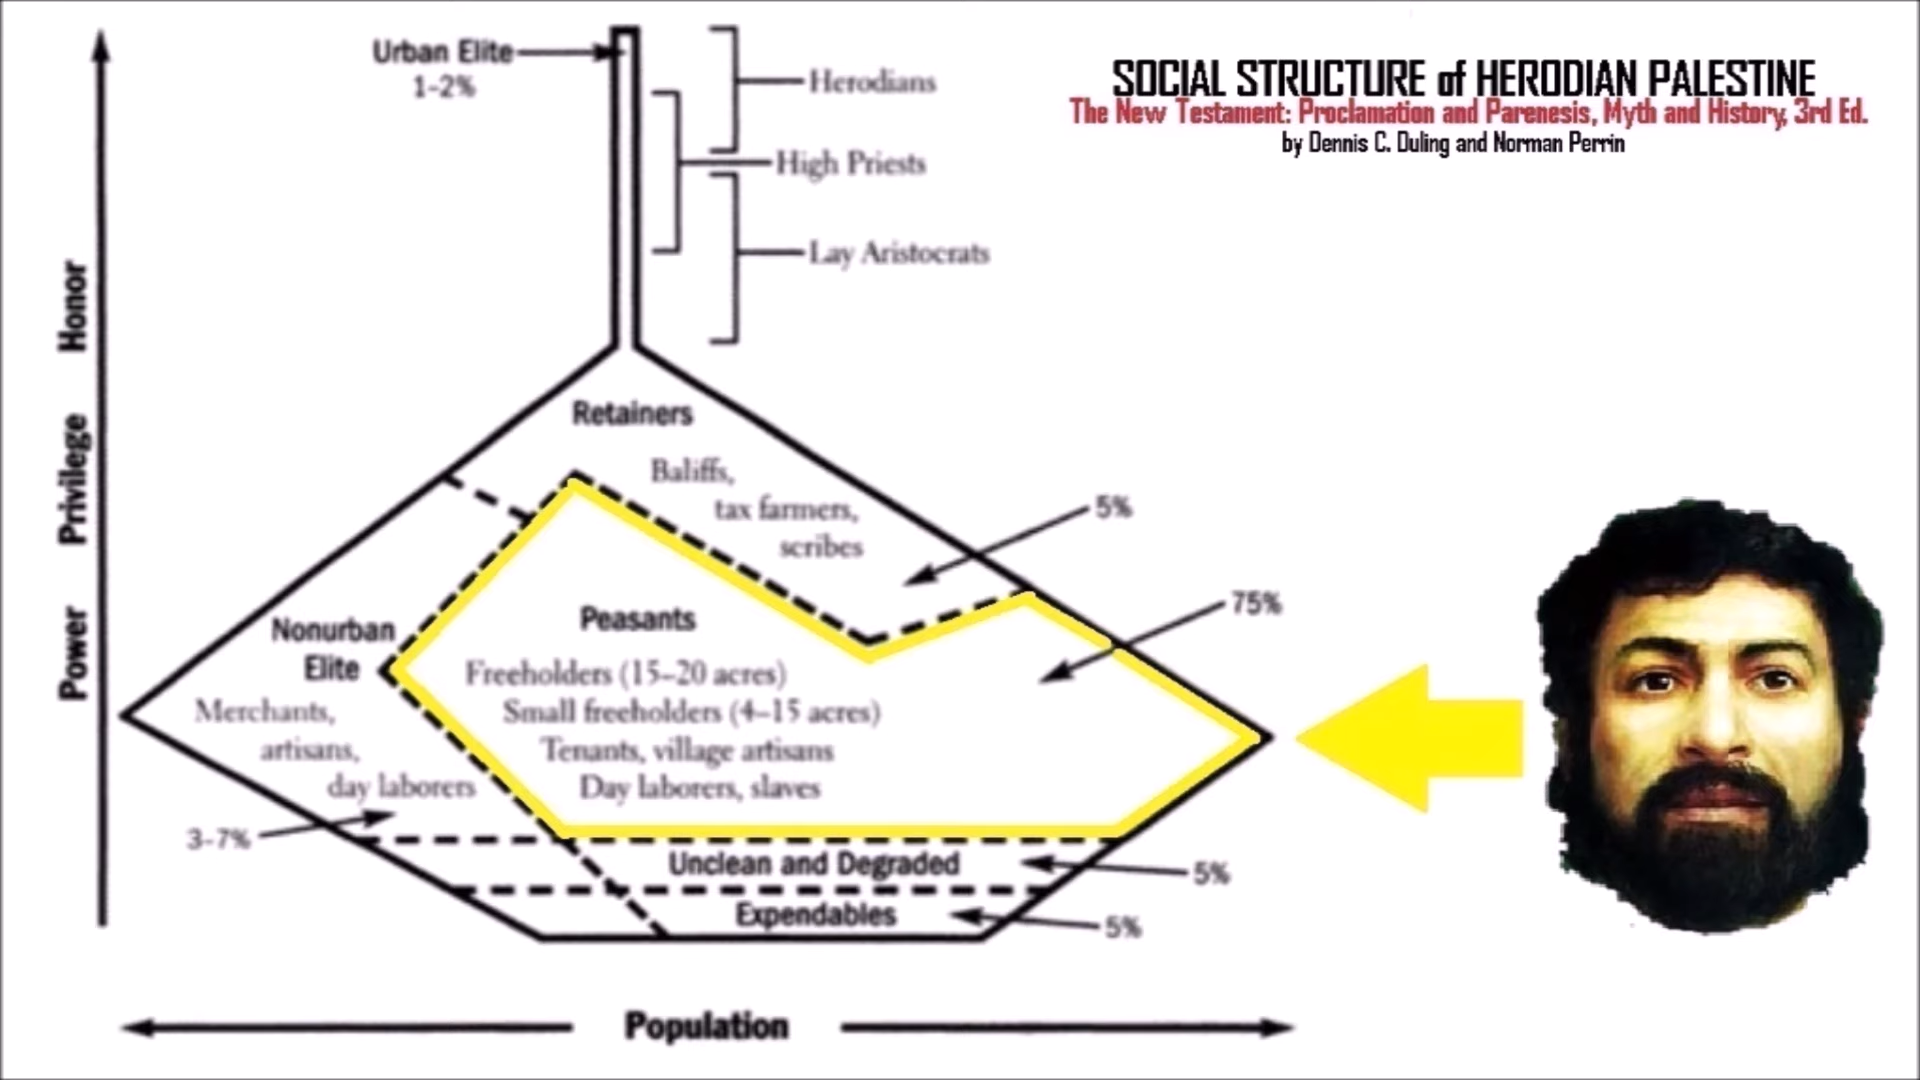 SOCIAL STRUCTURE of HERODIAN PALESTINE
The New Testament: Proclamation and Parenesis, Myth and History, 3rd Ed.
by Dennis C. Duling and Norman Perrin
Urban Elite
1–2%
Herodians
High Priests
Lay Aristocrats
Honor
Privilege
Power
Retainers
Baliffs,
tax farmers,
scribes
5%
75%
Nonurban
Elite
Merchants,
artisans,
day laborers
3–7%
Peasants
Freeholders (15–20 acres)
Small freeholders (4–15 acres)
Tenants, village artisans
Day laborers, slaves
Unclean and Degraded
5%
Expendables
5%
Population